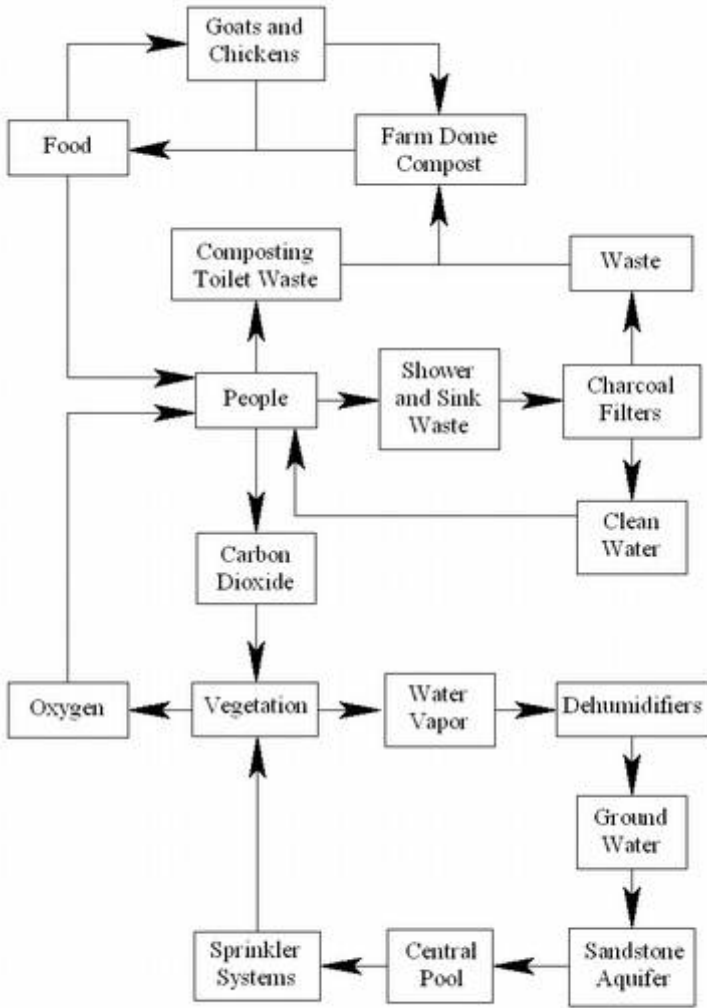 Goats and
Chickens
Food
Farm Dome
Compost
Composting
Toilet Waste
Waste
People
Shower
and Sink
Waste
Charcoal
Filters
Clean
Water
Carbon
Dioxide
Oxygen
Vegetation
Water
Vapor
Dehumidifiers
Ground
Water
Sprinkler
Systems
Central
Pool
Sandstone
Aquifer